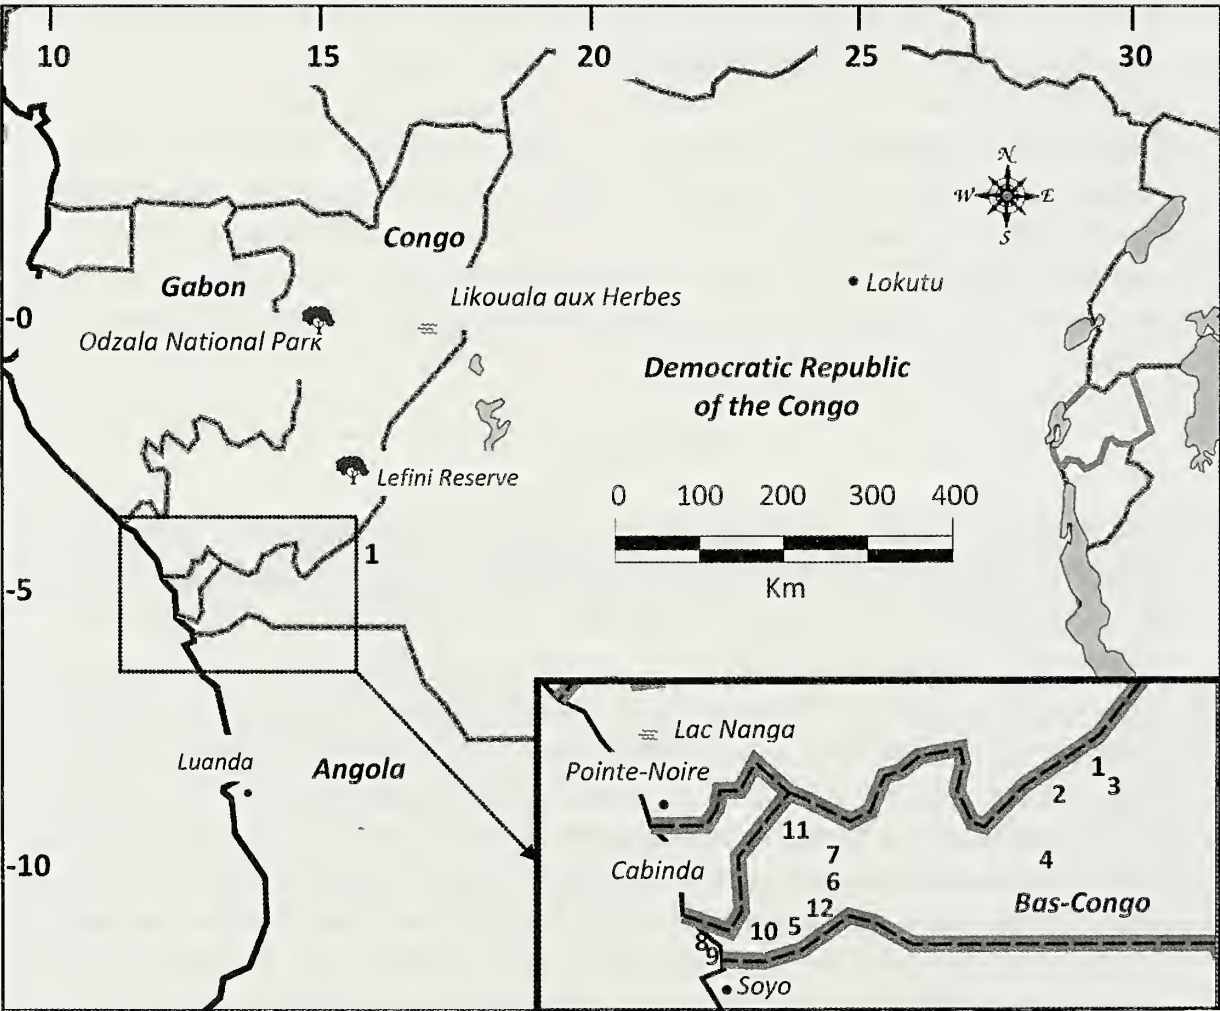 10 15 20 25 30
N
W E
S
Congo
Gabon
Likouala aux Herbes
Lokutu
-0
Odzala National Park
Democratic Republic
of the Congo
Lefini Reserve
0 100 200 300 400
Km
1
-5
Luanda
Angola
-10
Lac Nanga
Pointe-Noire
1
3
2
11
7
4
6
Cabinda
12
Bas-Congo
10
5
8
9
Soyo